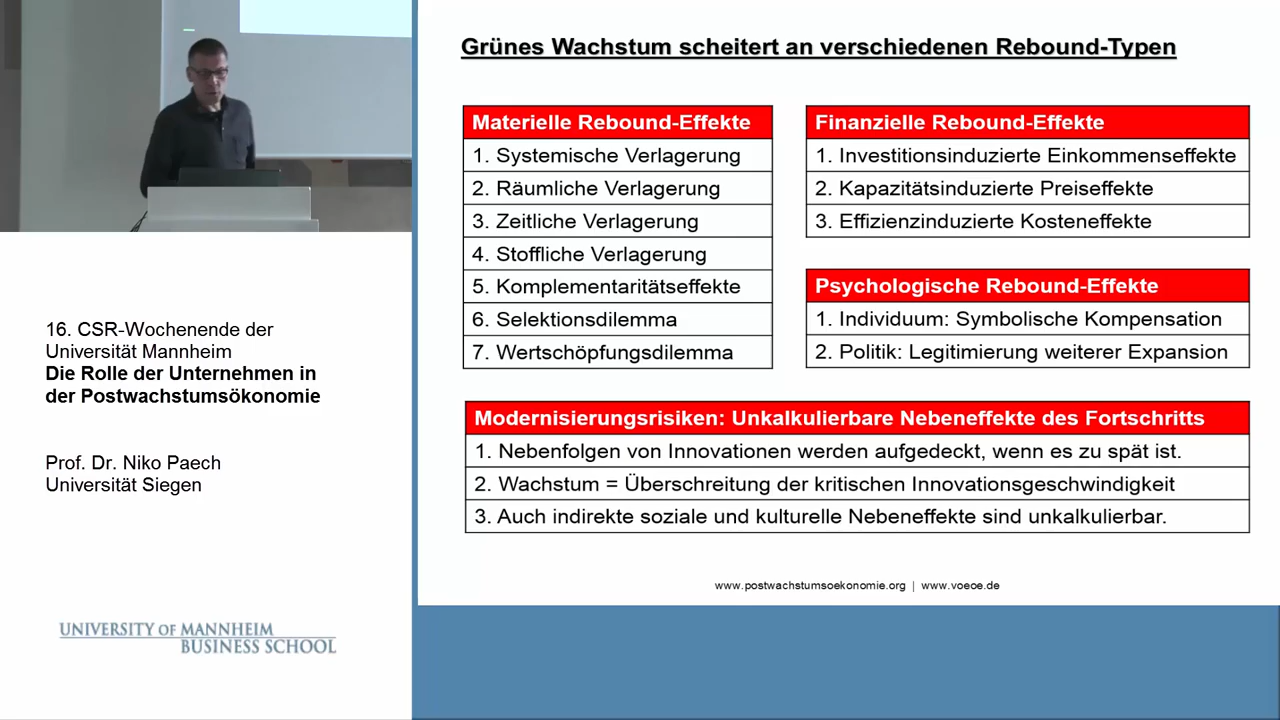 16. CSR-Wochenende der
Universität Mannheim
Die Rolle der Unternehmen in
der Postwachstumsökonomie
Prof. Dr. Niko Paech
Universität Siegen
UNIVERSITY OF MANNHEIM
BUSINESS SCHOOL
Grünes Wachstum scheitert an verschiedenen Rebound-Typen
Materielle Rebound-Effekte
1. Systemische Verlagerung
2. Räumliche Verlagerung
3. Zeitliche Verlagerung
4. Stoffliche Verlagerung
5. Komplementaritätseffekte
6. Selektionsdilemma
7. Wertschöpfungsdilemma
Finanzielle Rebound-Effekte
1. Investitionsinduzierte Einkommenseffekte
2. Kapazitätsinduzierte Preiseffekte
3. Effizienzinduzierte Kosteneffekte
Psychologische Rebound-Effekte
1. Individuum: Symbolische Kompensation
2. Politik: Legitimierung weiterer Expansion
Modernisierungsrisiken: Unkalkulierbare Nebeneffekte des Fortschritts
1. Nebenfolgen von Innovationen werden aufgedeckt, wenn es zu spät ist.
2. Wachstum = Überschreitung der kritischen Innovationsgeschwindigkeit
3. Auch indirekte soziale und kulturelle Nebeneffekte sind unkalkulierbar.
www.postwachstumsoekonomie.org | www.voeoe.de